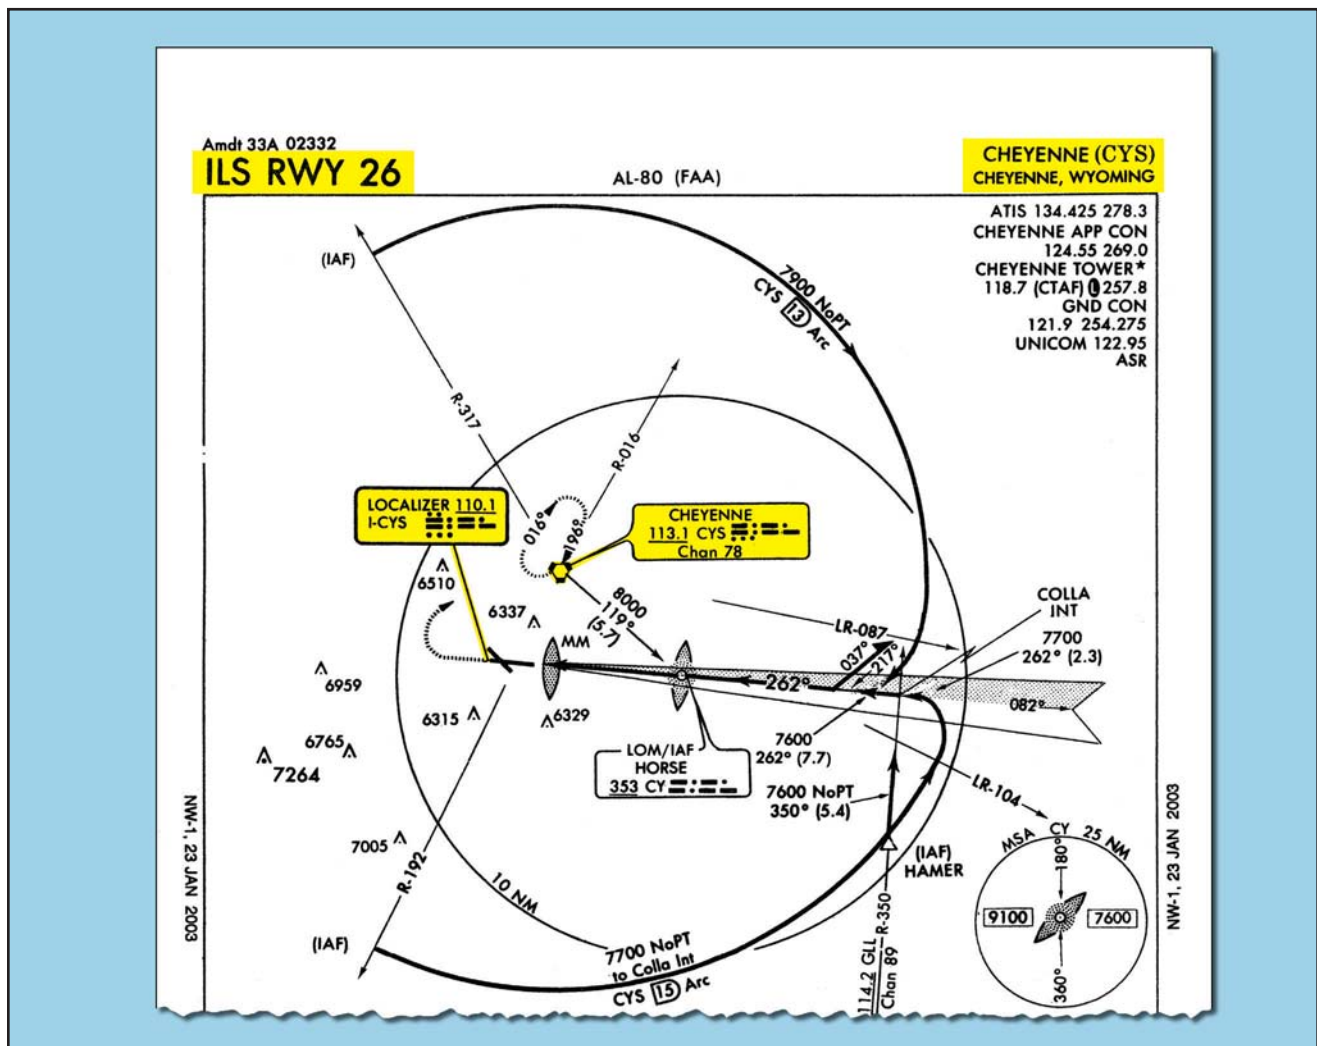 Amdt 33A 02332
ILS RWY 26
AL-80 (FAA)
CHEYENNE (CYS)
CHEYENNE, WYOMING
ATIS 134.425 278.3
CHEYENNE APP CON
124.55 269.0
CHEYENNE TOWER★
118.7 (CTAF) L 257.8
GND CON
121.9 254.275
UNICOM 122.95
ASR
(IAF)
7900 NoPT
CYS 13 Arc
R-317
R-016
LOCALIZER 110.1
I-CYS
016°
196°
CHEYENNE
113.1 CYS
Chan 78
6510
6337
8000
119°
(5.7)
MM
LR-087
COLLA
INT
7700
262° (2.3)
037°
217°
262°
082°
6959
6315
6329
6765
7264
LOM/IAF
HORSE
353 CY
7600
262° (7.7)
7600 NoPT
350° (5.4)
LR-104
7005
R-192
10 NM
(IAF)
HAMER
MSA CY 25 NM
180°
9100
7600
360°
(IAF)
7700 NoPT
to Colla Int
CYS 15 Arc
R-350
114.2 GLL
Chan 89
NW-1, 23 JAN 2003
NW-1, 23 JAN 2003